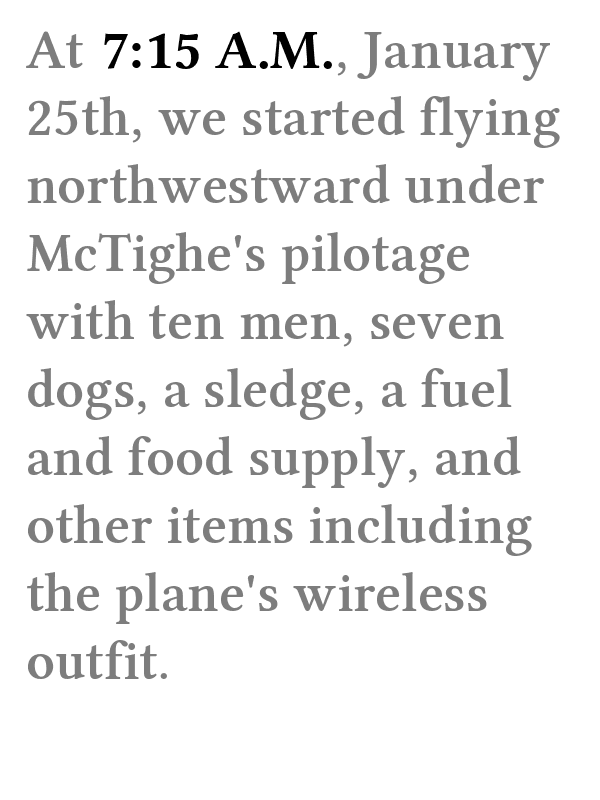 At 7:15 A.M., January
25th, we started flying
northwestward under
McTighe's pilotage
with ten men, seven
dogs, a sledge, a fuel
and food supply, and
other items including
the plane's wireless
outfit.